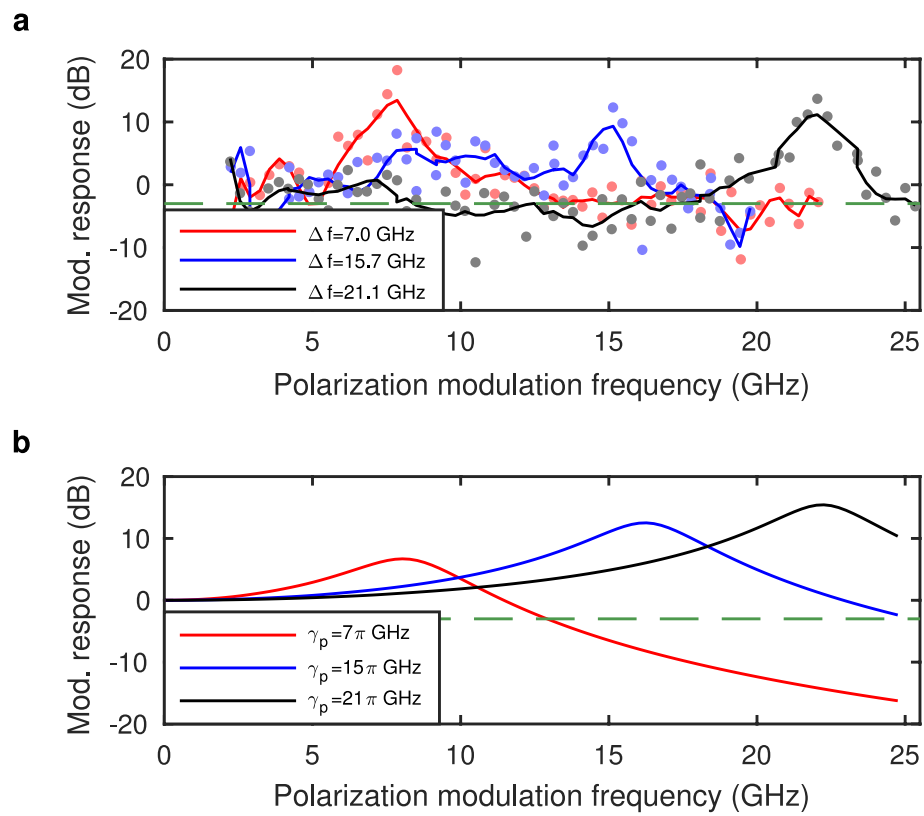 a
Mod. response (dB)
20
10
0
-10
-20
Δ f=7.0 GHz
Δ f=15.7 GHz
Δ f=21.1 GHz
0 5 10 15 20 25
Polarization modulation frequency (GHz)
b
Mod. response (dB)
20
10
0
-10
-20
γp=7π GHz
γp=15π GHz
γp=21π GHz
0 5 10 15 20 25
Polarization modulation frequency (GHz)